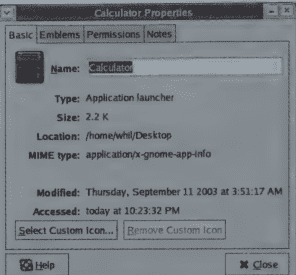 Calculator Properties
Basic Emblems Permissions Notes
Name: Calculator
Type: Application launcher
Size: 2.2 K
Location: /home/whil/Desktop
MIME type: application/x-gnome-app-info
Modified: Thursday, September 11 2003 at 3:51:17 AM
Accessed: today at 10:23:32 PM
Select Custom Icon... Remove Custom Icon
Help Close